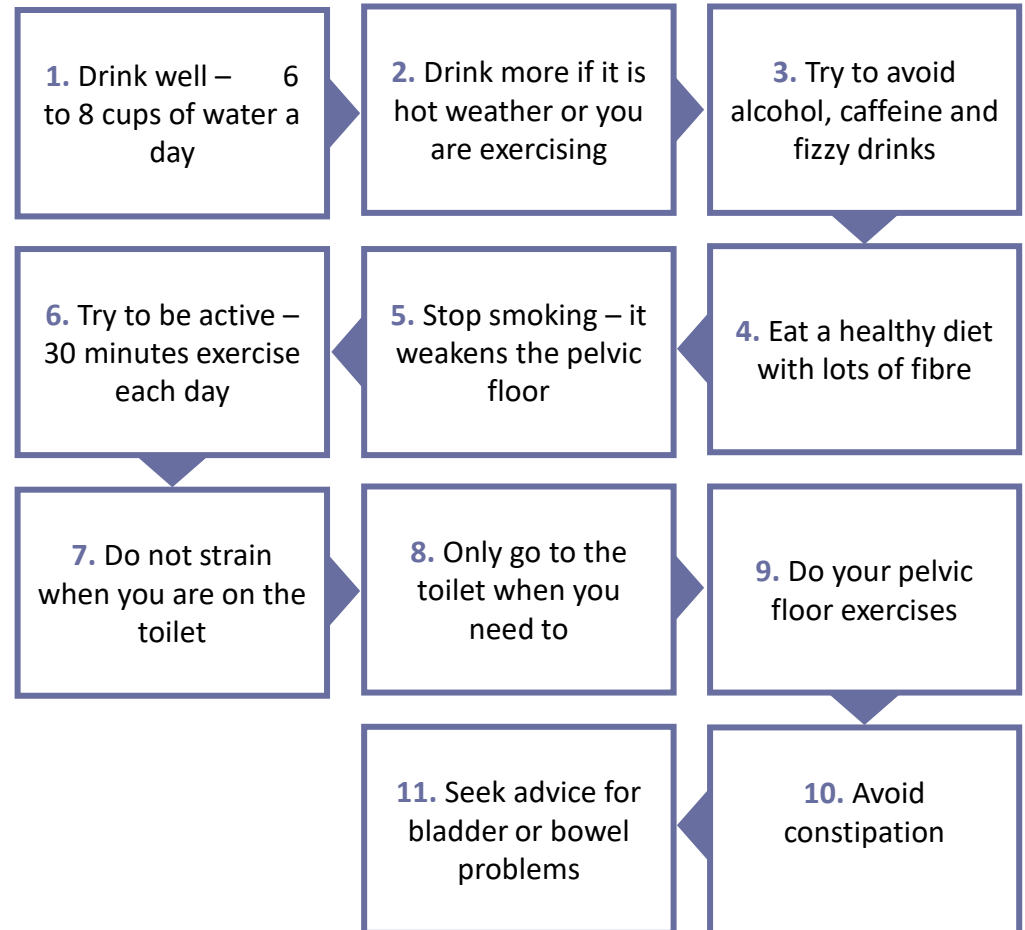 1. Drink well – 6
to 8 cups of water a
day
2. Drink more if it is
hot weather or you
are exercising
3. Try to avoid
alcohol, caffeine and
fizzy drinks
4. Eat a healthy diet
with lots of fibre
5. Stop smoking – it
weakens the pelvic
floor
6. Try to be active –
30 minutes exercise
each day
7. Do not strain
when you are on the
toilet
8. Only go to the
toilet when you
need to
9. Do your pelvic
floor exercises
10. Avoid
constipation
11. Seek advice for
bladder or bowel
problems